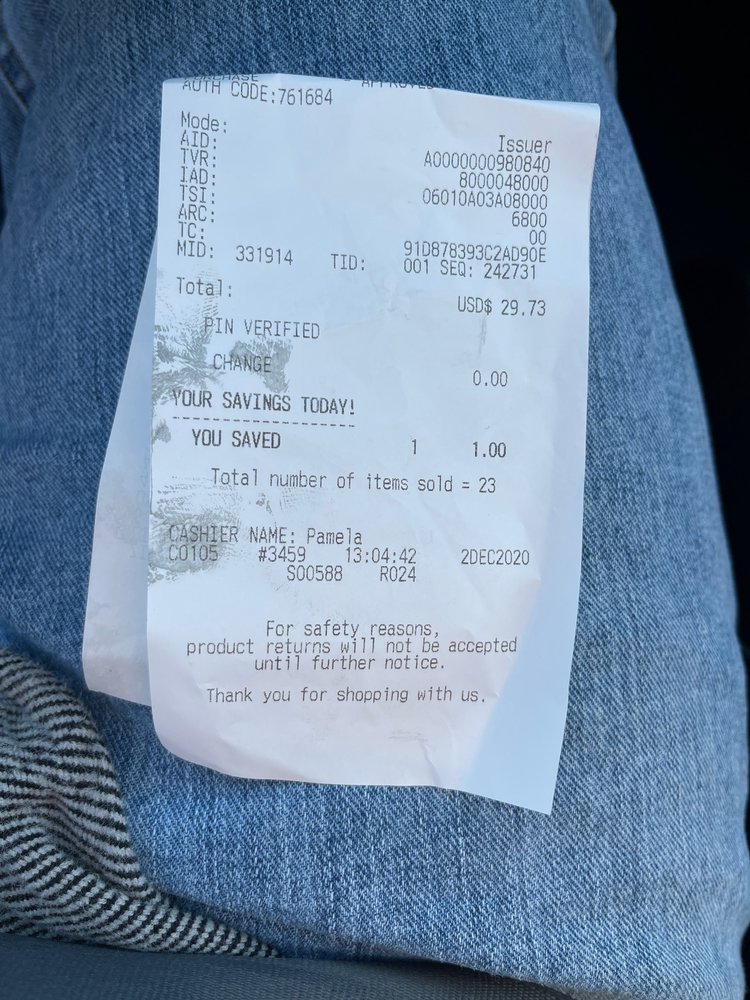 PURCHASE APPROVED
AUTH CODE:761684
Mode: Issuer
AID: A0000000980840
TVR: 8000048000
IAD: 06010A03A08000
TSI: 6800
ARC: 00
TC: 91D878393C2AD90E
MID: 331914 TID: 001 SEQ: 242731
Total: USD$ 29.73
PIN VERIFIED
CHANGE 0.00
YOUR SAVINGS TODAY!
--------------------
YOU SAVED 1 1.00
Total number of items sold = 23
CASHIER NAME: Pamela
C0105 #3459 13:04:42 2DEC2020
S00588 R024
For safety reasons,
product returns will not be accepted
until further notice.
Thank you for shopping with us.